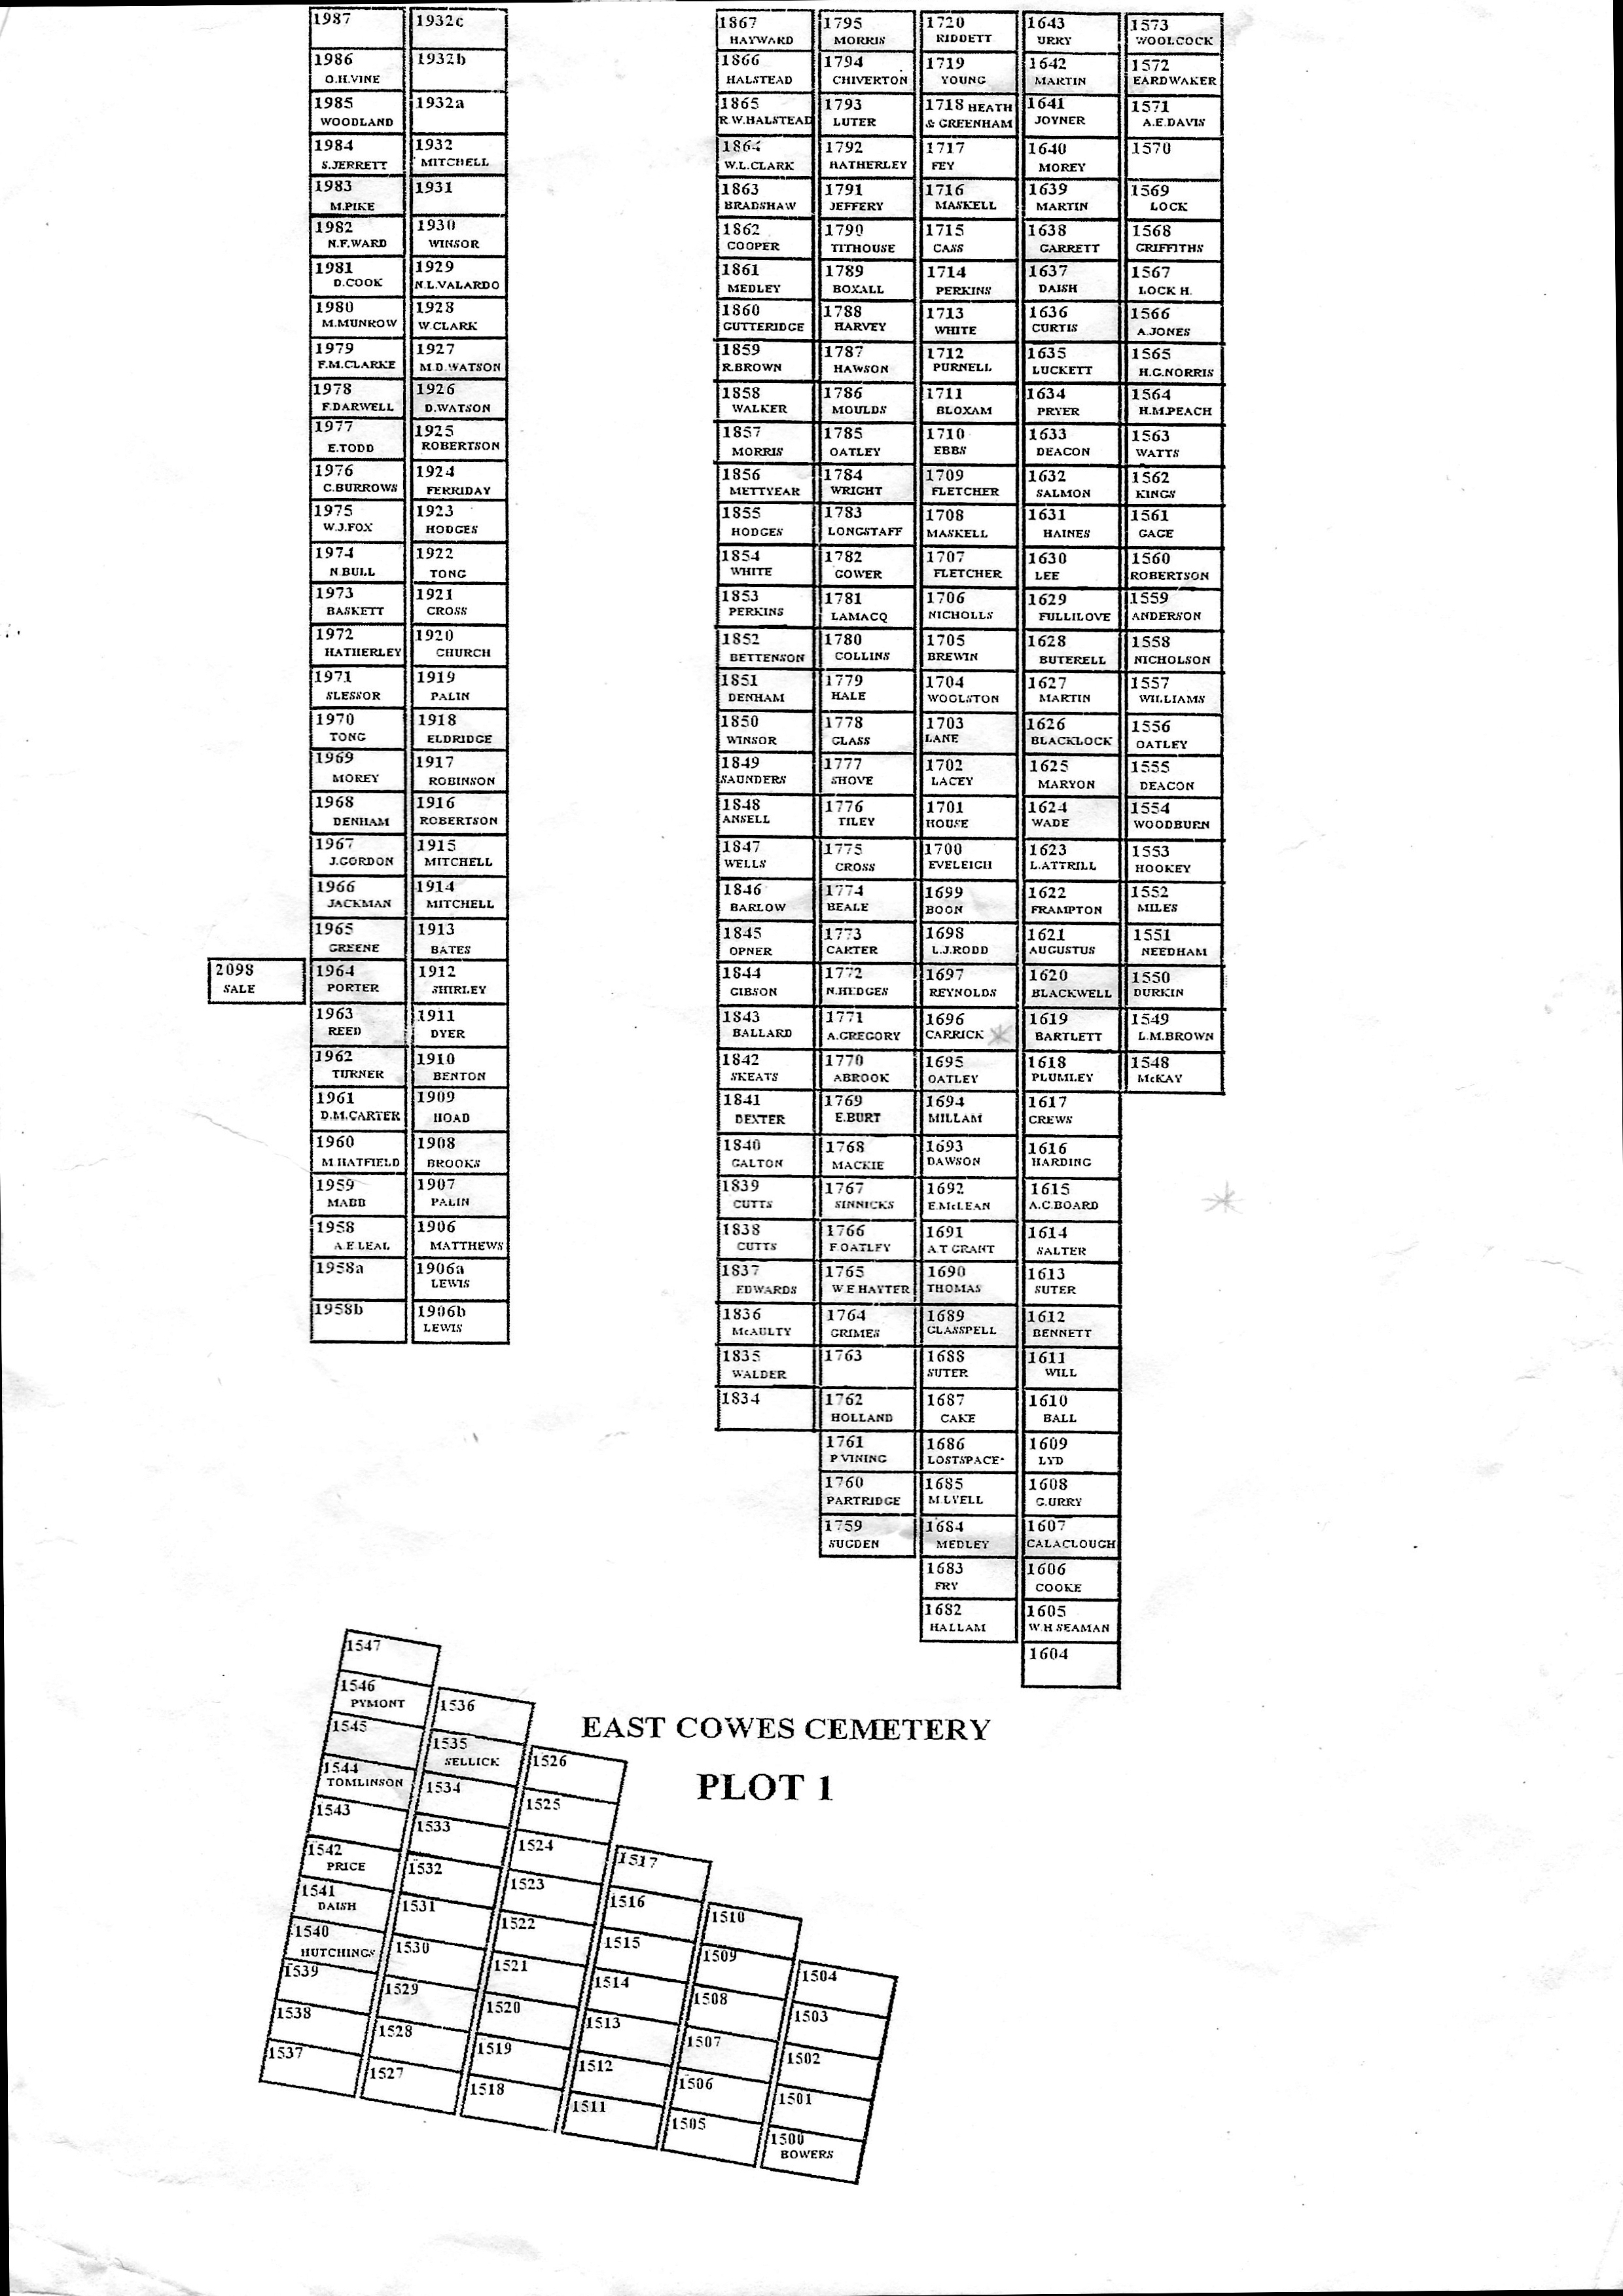 1987
1986
O.H.VINE
1985
WOODLAND
1984
S.JERRETT
1983
M.PIKE
1982
N.F.WARD
1981
D.COOK
1980
M.MUNROW
1979
F.M.CLARKE
1978
F.DARWELL
1977
E.TODD
1976
C.BURROWS
1975
W.J.FOX
1974
N BULL
1973
BASKETT
1972
HATHERLEY
1971
SLESSOR
1970
TONG
1969
MOREY
1968
DENHAM
1967
J.GORDON
1966
JACKMAN
1965
GREENE
2098
SALE
1964
PORTER
1963
REED
1962
TURNER
1961
D.M.CARTER
1960
M HATFIELD
1959
MABB
1958
A.E LEAL
1958a
1958b
1932c
1932b
1932a
1932
MITCHELL
1931
1930
WINSOR
1929
N.L.VALARDO
1928
W.CLARK
1927
M.D.WATSON
1926
D.WATSON
1925
ROBERTSON
1924
FERRIDAY
1923
HODGES
1922
TONG
1921
CROSS
1920
CHURCH
1919
PALIN
1918
ELDRIDGE
1917
ROBINSON
1916
ROBERTSON
1915
MITCHELL
1914
MITCHELL
1913
BATES
1912
SHIRLEY
1911
DYER
1910
BENTON
1909
HOAD
1908
BROOKS
1907
PALIN
1906
MATTHEWS
1906a
LEWIS
1906b
LEWIS
1867
HAYWARD
1866
HALSTEAD
1865
R.W.HALSTEAD
1864
W.L.CLARK
1863
BRADSHAW
1862
COOPER
1861
MEDLEY
1860
GUTTERIDGE
1859
R.BROWN
1858
WALKER
1857
MORRIS
1856
METTYEAR
1855
HODGES
1854
WHITE
1853
PERKINS
1852
BETTENSON
1851
DENHAM
1850
WINSOR
1849
SAUNDERS
1848
ANSELL
1847
WELLS
1846
BARLOW
1845
OPNER
1844
GIBSON
1843
BALLARD
1842
SKEATS
1841
DEXTER
1840
GALTON
1839
CUTTS
1838
CUTTS
1837
EDWARDS
1836
McAULTY
1835
WALDER
1834
1795
MORRIS
1794
CHIVERTON
1793
LUTER
1792
HATHERLEY
1791
JEFFERY
1790
TITHOUSE
1789
BOXALL
1788
HARVEY
1787
HAWSON
1786
MOULDS
1785
OATLEY
1784
WRIGHT
1783
LONGSTAFF
1782
GOWER
1781
LAMACQ
1780
COLLINS
1779
HALE
1778
GLASS
1777
SHOVE
1776
TILEY
1775
CROSS
1774
BEALE
1773
CARTER
1772
N.HEDGES
1771
A.GREGORY
1770
ABROOK
1769
E.BURT
1768
MACKIE
1767
SINNICKS
1766
F.OATLEY
1765
W E HAYTER
1764
GRIMES
1763
1762
HOLLAND
1761
P VINING
1760
PARTRIDGE
1759
SUGDEN
1720
RIDDETT
1719
YOUNG
1718 HEATH
& GREENHAM
1717
FEY
1716
MASKELL
1715
CASS
1714
PERKINS
1713
WHITE
1712
PURNELL
1711
BLOXAM
1710
EBBS
1709
FLETCHER
1708
MASKELL
1707
FLETCHER
1706
NICHOLLS
1705
BREWIN
1704
WOOLSTON
1703
LANE
1702
LACEY
1701
HOUSE
1700
EVELEIGH
1699
BOON
1698
L.J.RODD
1697
REYNOLDS
1696
CARRICK *
1695
OATLEY
1694
MILLAM
1693
DAWSON
1692
E.McLEAN
1691
A.T GRANT
1690
THOMAS
1689
GLASSPELL
1688
SUTER
1687
CAKE
1686
LOSTSPACE*
1685
M.LYELL
1684
MEDLEY
1683
FRY
1682
HALLAM
1643
URRY
1642
MARTIN
1641
JOYNER
1640
MOREY
1639
MARTIN
1638
GARRETT
1637
DAISH
1636
CURTIS
1635
LUCKETT
1634
PRYER
1633
DEACON
1632
SALMON
1631
HAINES
1630
LEE
1629
FULLILOVE
1628
BUTERELL
1627
MARTIN
1626
BLACKLOCK
1625
MARYON
1624
WADE
1623
L.ATTRILL
1622
FRAMPTON
1621
AUGUSTUS
1620
BLACKWELL
1619
BARTLETT
1618
PLUMLEY
1617
CREWS
1616
HARDING
1615
A.C.BOARD
1614
SALTER
1613
SUTER
1612
BENNETT
1611
WILL
1610
BALL
1609
LYD
1608
G.URRY
1607
CALACLOUGH
1606
COOKE
1605
W H SEAMAN
1604
1573
WOOLCOCK
1572
EARDWAKER
1571
A.E.DAVIS
1570
1569
LOCK
1568
GRIFFITHS
1567
LOCK H.
1566
A.JONES
1565
H.G.NORRIS
1564
H.M.PEACH
1563
WATTS
1562
KINGS
1561
GAGE
1560
ROBERTSON
1559
ANDERSON
1558
NICHOLSON
1557
WILLIAMS
1556
OATLEY
1555
DEACON
1554
WOODBURN
1553
HOOKEY
1552
MILES
1551
NEEDHAM
1550
DURKIN
1549
L.M.BROWN
1548
McKAY
*
EAST COWES CEMETERY
PLOT 1
1547
1546
PYMONT
1545
1544
TOMLINSON
1543
1542
PRICE
1541
DAISH
1540
HUTCHINGS
1539
1538
1537
1536
1535
SELLICK
1534
1533
1532
1531
1530
1529
1528
1527
1526
1525
1524
1523
1522
1521
1520
1519
1518
1517
1516
1515
1514
1513
1512
1511
1510
1509
1508
1507
1506
1505
1504
1503
1502
1501
1500
BOWERS